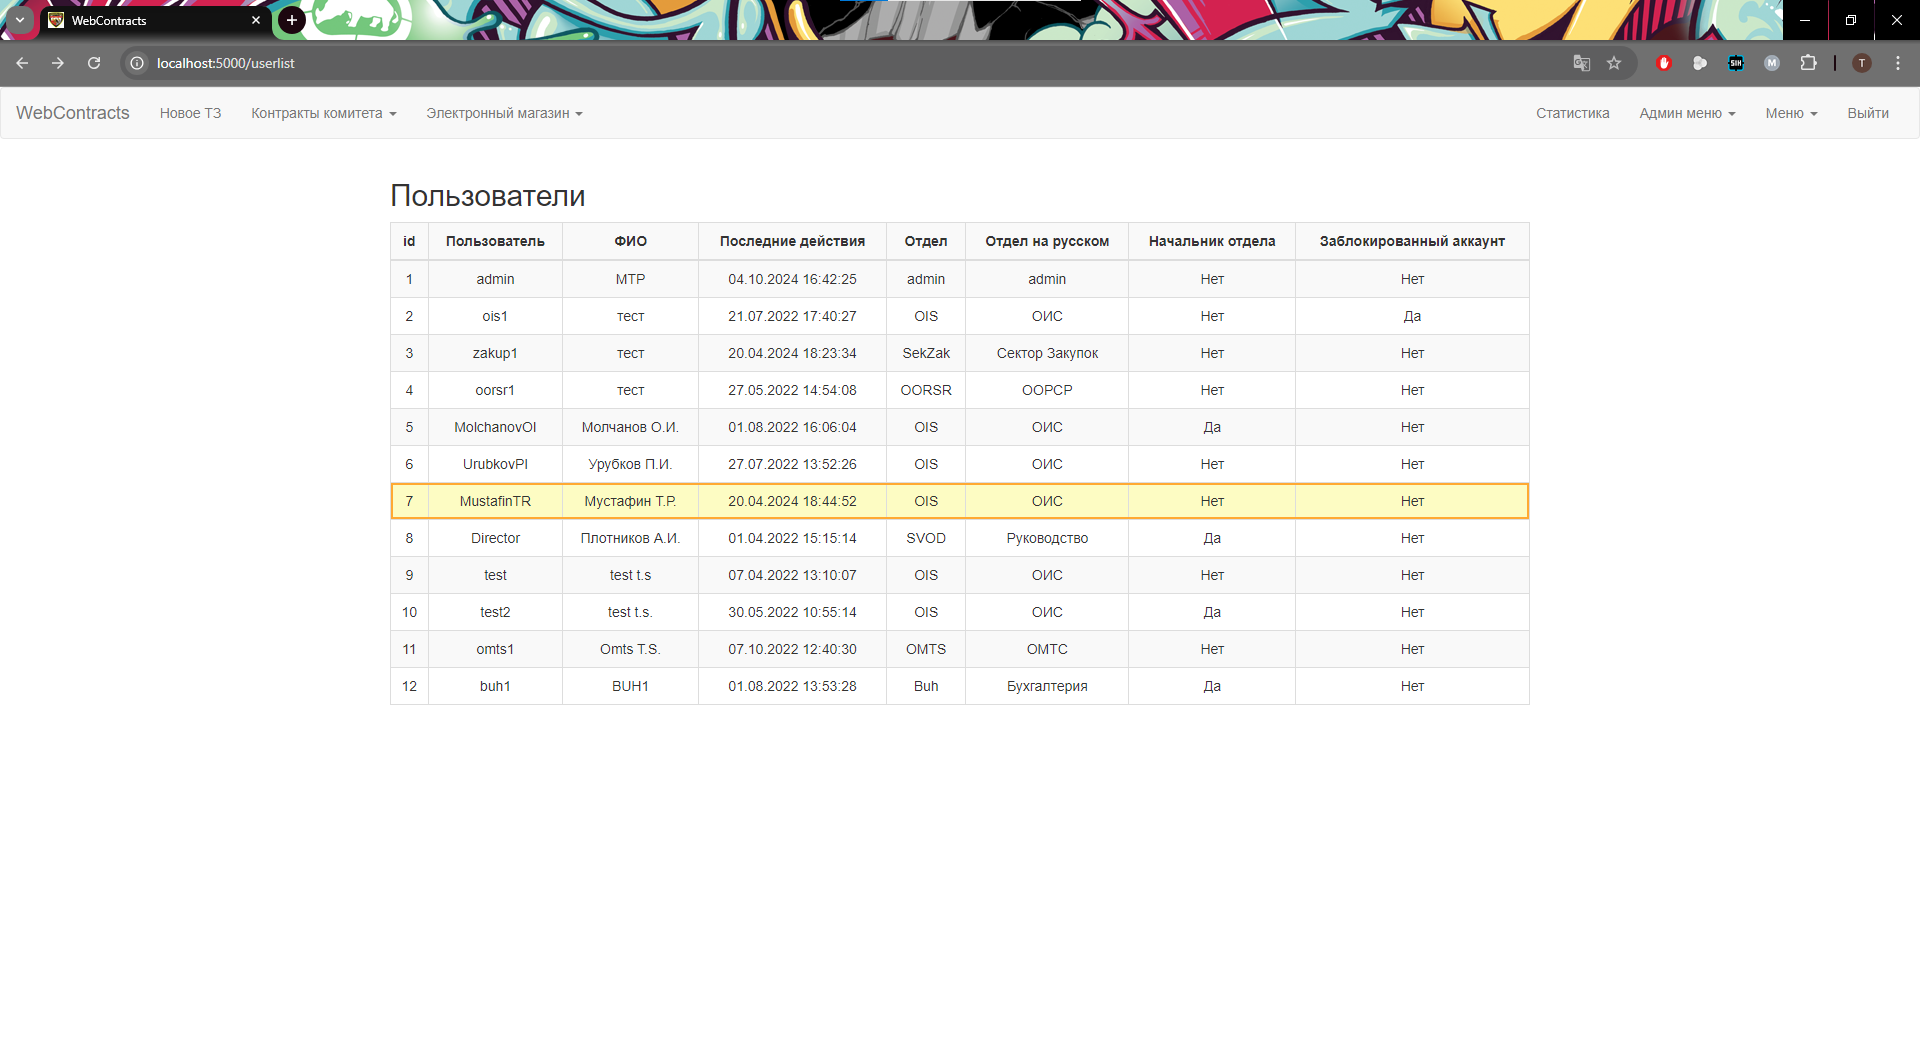 WebContracts
localhost:5000/userlist
SIH M T
WebContracts Новое ТЗ Контракты комитета Электронный магазин Статистика Админ меню Меню Выйти
Пользователи
id Пользователь ФИО Последние действия Отдел Отдел на русском Начальник отдела Заблокированный аккаунт
1 admin МТР 04.10.2024 16:42:25 admin admin Нет Нет
2 ois1 тест 21.07.2022 17:40:27 OIS ОИС Нет Да
3 zakup1 тест 20.04.2024 18:23:34 SekZak Сектор Закупок Нет Нет
4 oorsr1 тест 27.05.2022 14:54:08 OORSR ООРСР Нет Нет
5 MolchanovOI Молчанов О.И. 01.08.2022 16:06:04 OIS ОИС Да Нет
6 UrubkovPI Урубков П.И. 27.07.2022 13:52:26 OIS ОИС Нет Нет
7 MustafinTR Мустафин Т.Р. 20.04.2024 18:44:52 OIS ОИС Нет Нет
8 Director Плотников А.И. 01.04.2022 15:15:14 SVOD Руководство Да Нет
9 test test t.s 07.04.2022 13:10:07 OIS ОИС Нет Нет
10 test2 test t.s. 30.05.2022 10:55:14 OIS ОИС Да Нет
11 omts1 Omts T.S. 07.10.2022 12:40:30 OMTS ОМТС Нет Нет
12 buh1 BUH1 01.08.2022 13:53:28 Buh Бухгалтерия Да Нет